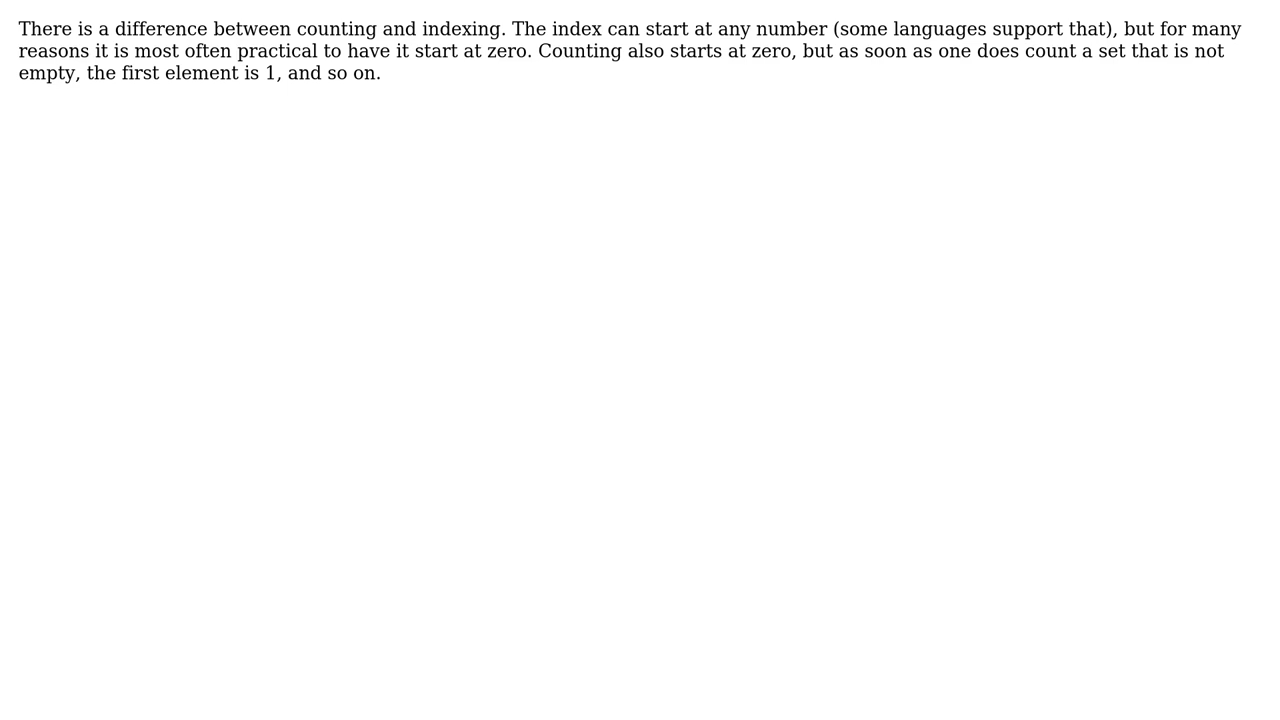 There is a difference between counting and indexing. The index can start at any number (some languages support that), but for many
reasons it is most often practical to have it start at zero. Counting also starts at zero, but as soon as one does count a set that is not
empty, the first element is 1, and so on.